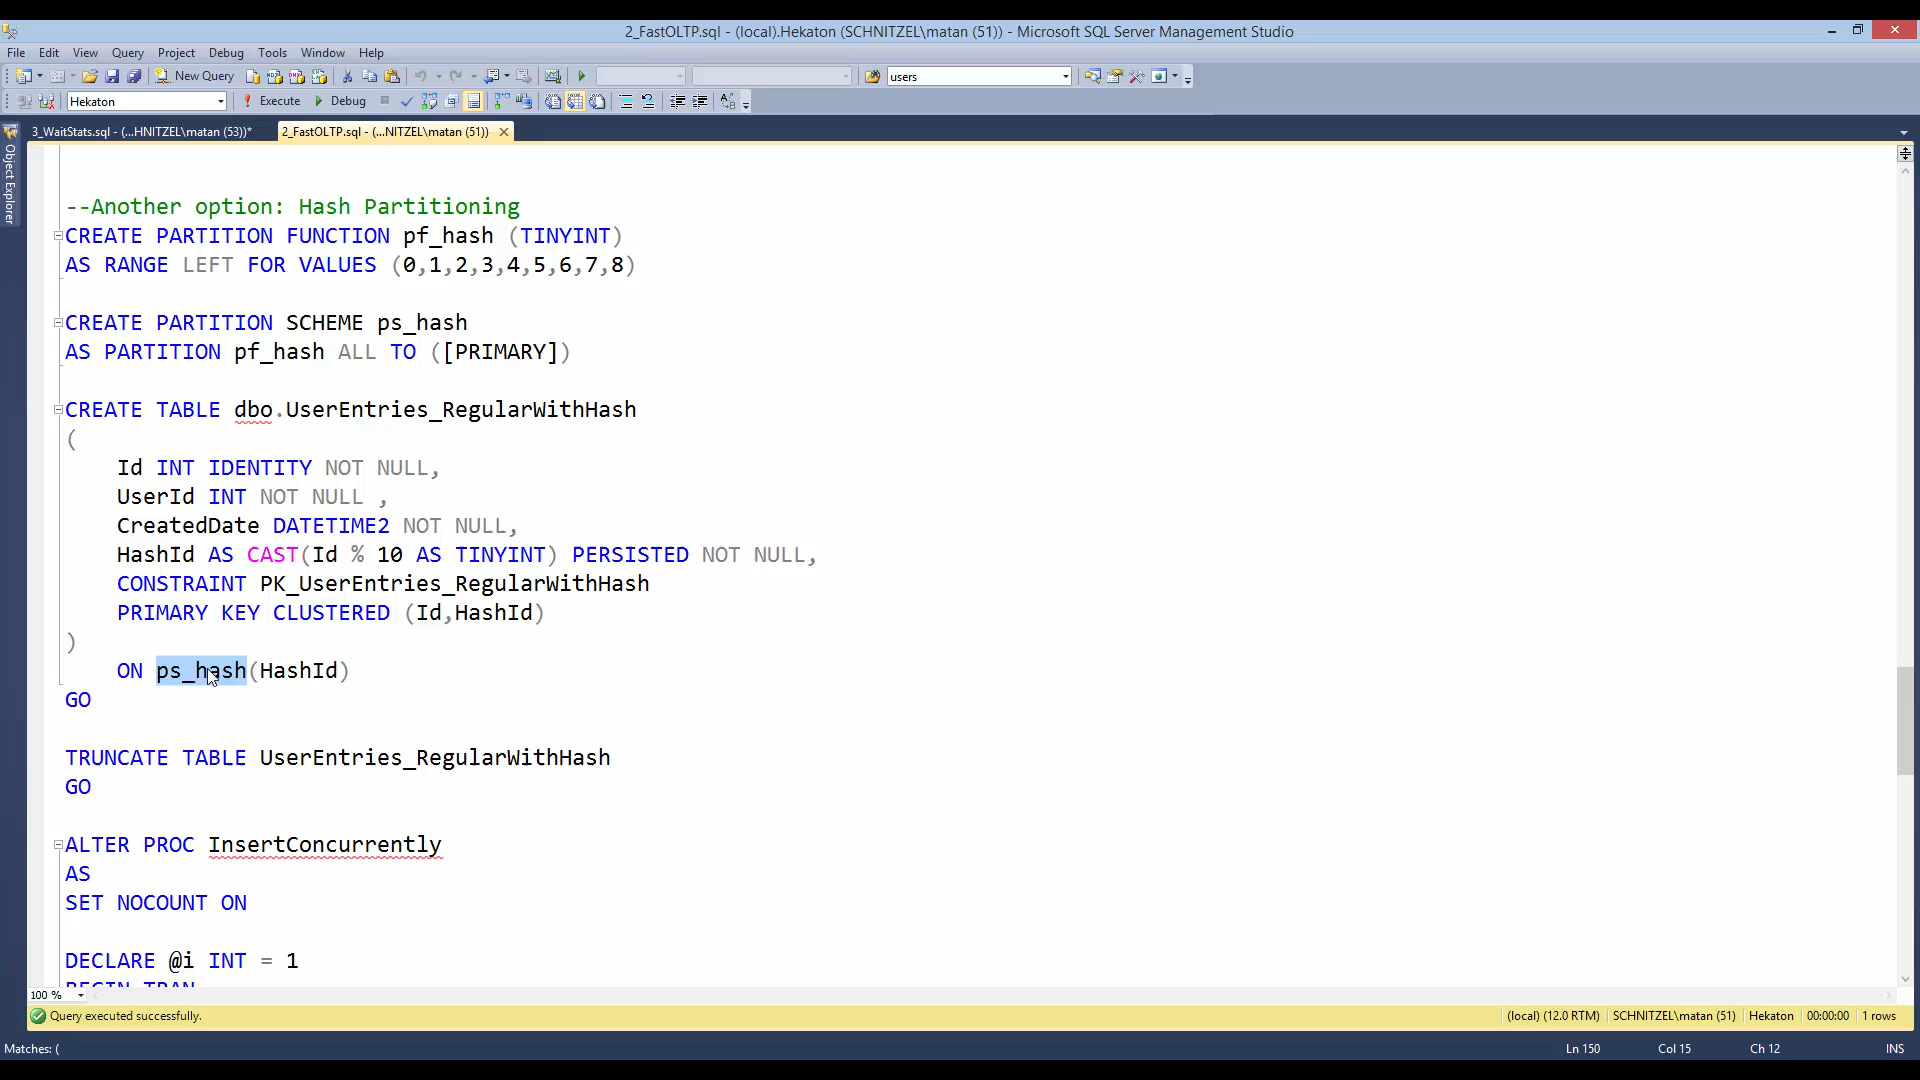 2_FastOLTP.sql - (local).Hekaton (SCHNITZEL\matan (51)) - Microsoft SQL Server Management Studio
File Edit View Query Project Debug Tools Window Help
New Query users
Hekaton Execute Debug
3_WaitStats.sql - (...HNITZEL\matan (53))* 2_FastOLTP.sql - (...NITZEL\matan (51))
Object Explorer
--Another option: Hash Partitioning
CREATE PARTITION FUNCTION pf_hash (TINYINT)
AS RANGE LEFT FOR VALUES (0,1,2,3,4,5,6,7,8)
CREATE PARTITION SCHEME ps_hash
AS PARTITION pf_hash ALL TO ([PRIMARY])
CREATE TABLE dbo.UserEntries_RegularWithHash
(
Id INT IDENTITY NOT NULL,
UserId INT NOT NULL ,
CreatedDate DATETIME2 NOT NULL,
HashId AS CAST(Id % 10 AS TINYINT) PERSISTED NOT NULL,
CONSTRAINT PK_UserEntries_RegularWithHash
PRIMARY KEY CLUSTERED (Id,HashId)
)
ON ps_hash(HashId)
GO
TRUNCATE TABLE UserEntries_RegularWithHash
GO
ALTER PROC InsertConcurrently
AS
SET NOCOUNT ON
DECLARE @i INT = 1
BEGIN TRAN
100 %
Query executed successfully. (local) (12.0 RTM) SCHNITZEL\matan (51) Hekaton 00:00:00 1 rows
Matches: ( Ln 150 Col 15 Ch 12 INS